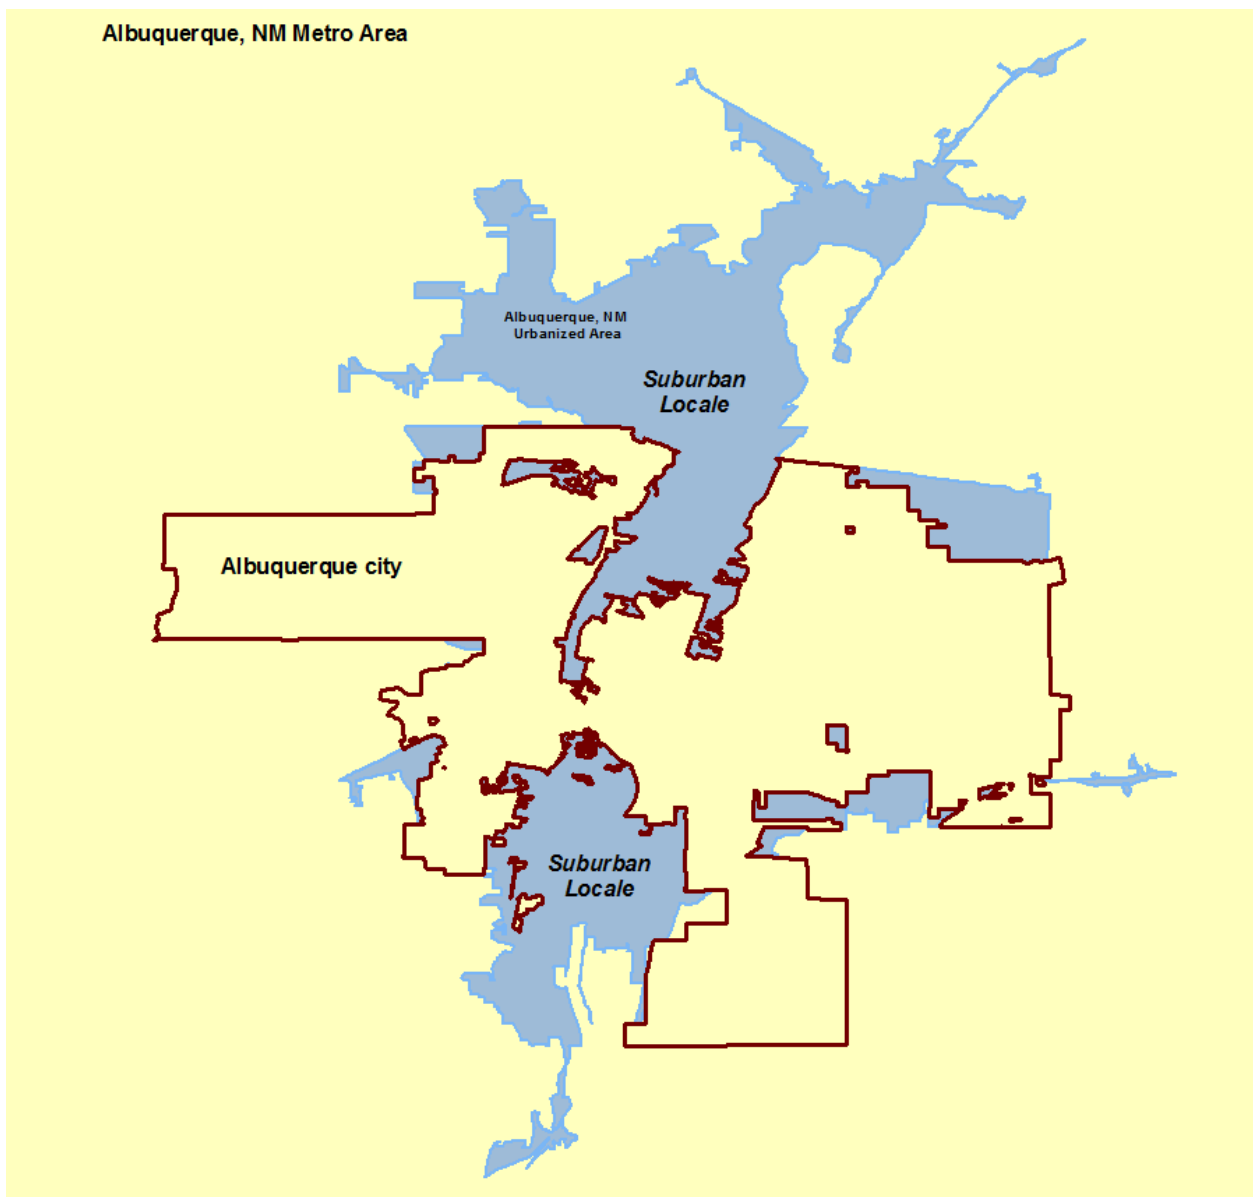 Albuquerque, NM Metro Area
Albuquerque, NM
Urbanized Area
Suburban
Locale
Albuquerque city
Suburban
Locale